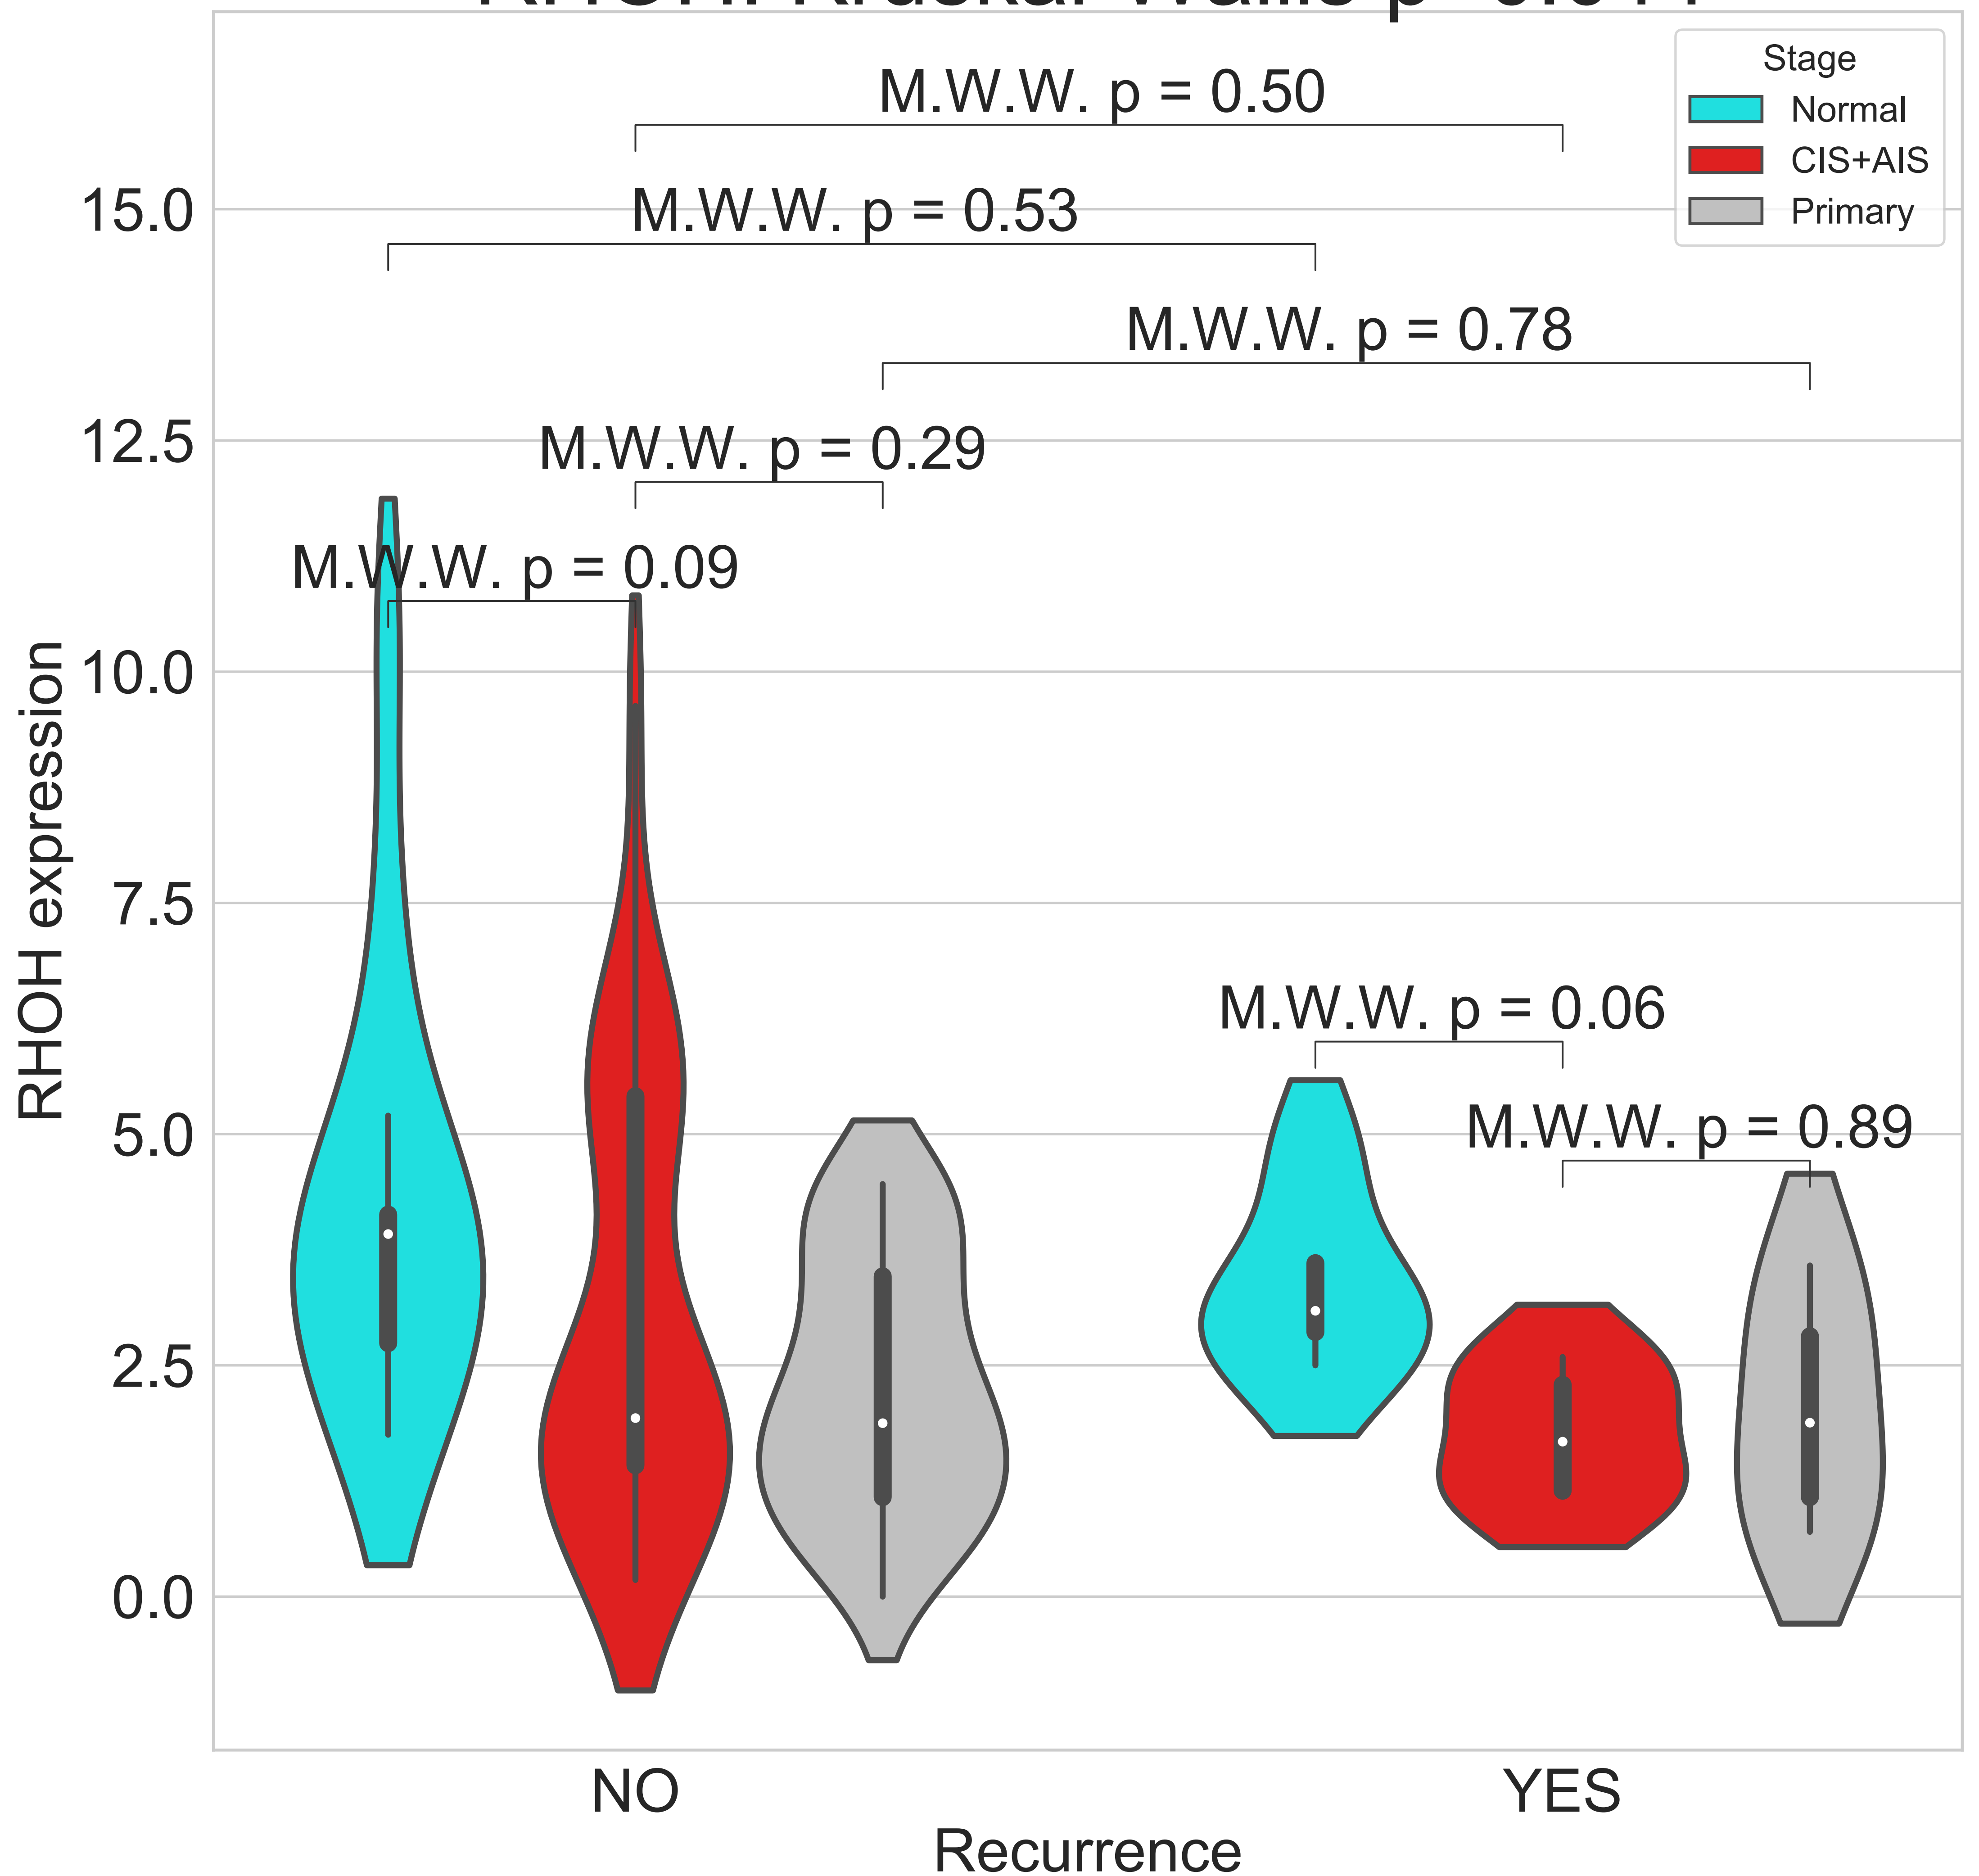 Stage
Normal
CIS+AIS
Primary
M.W.W. p = 0.50
M.W.W. p = 0.53
M.W.W. p = 0.78
M.W.W. p = 0.29
M.W.W. p = 0.09
M.W.W. p = 0.06
M.W.W. p = 0.89
15.0
12.5
10.0
7.5
5.0
2.5
0.0
RHOH expression
NO
YES
Recurrence